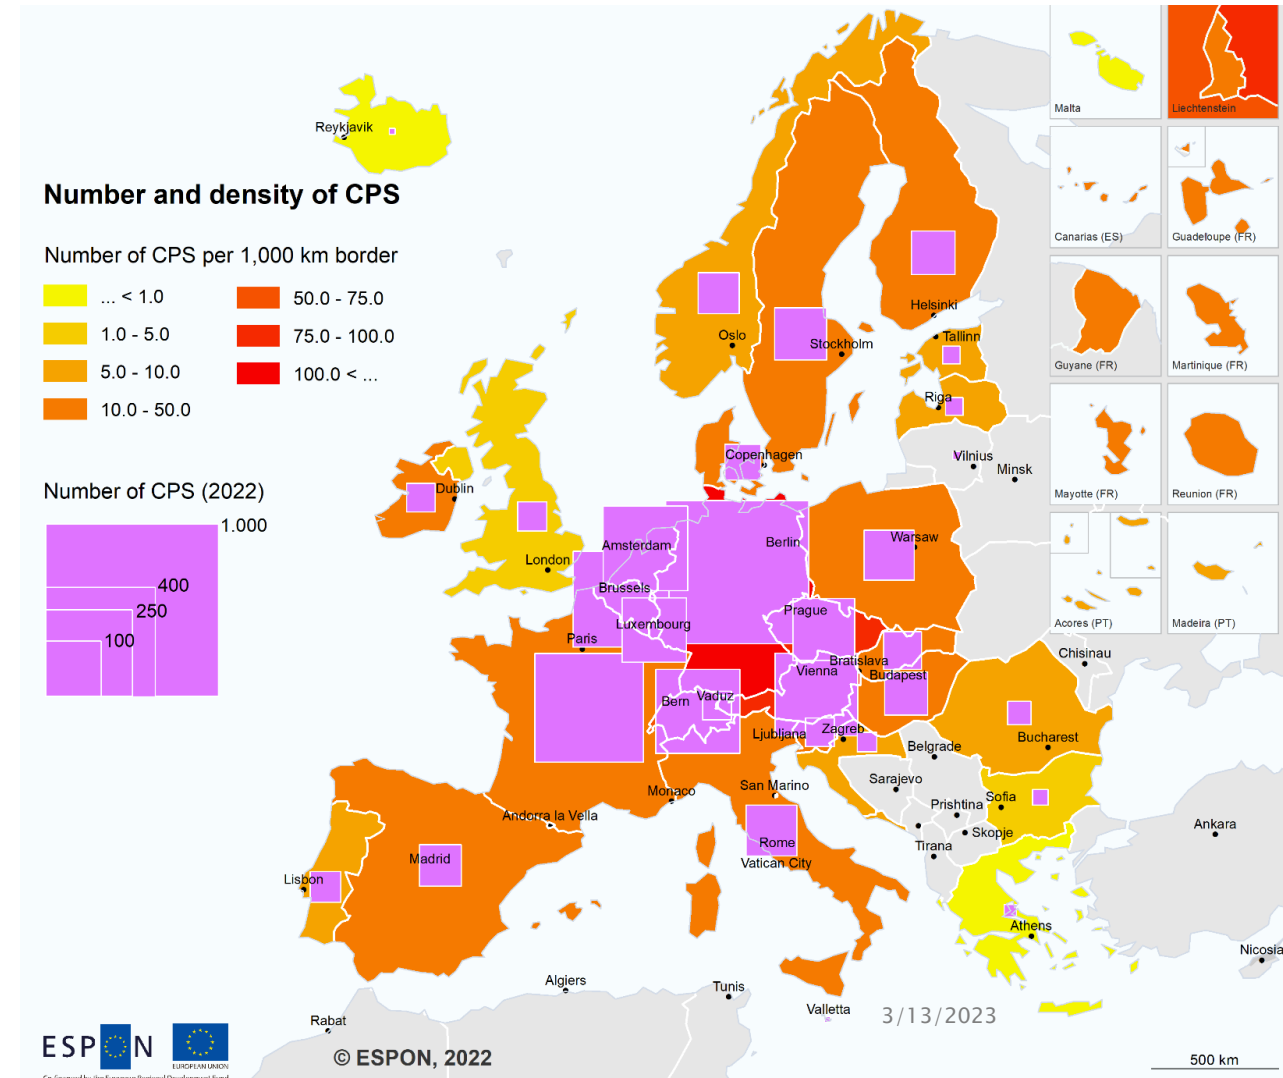 Number and density of CPS
Number of CPS per 1,000 km border
... < 1.0
1.0 - 5.0
5.0 - 10.0
10.0 - 50.0
50.0 - 75.0
75.0 - 100.0
100.0 < ...
Number of CPS (2022)
1.000
400
250
100
Reykjavik
Oslo
Stockholm
Helsinki
Tallinn
Riga
Vilnius
Minsk
Copenhagen
Dublin
London
Amsterdam
Berlin
Warsaw
Brussels
Luxembourg
Prague
Paris
Bratislava
Vienna
Budapest
Chisinau
Bern
Vaduz
Ljubljana
Zagreb
Belgrade
Bucharest
Sarajevo
San Marino
Monaco
Prishtina
Sofia
Andorra la Vella
Skopje
Ankara
Rome
Tirana
Vatican City
Madrid
Lisbon
Athens
Nicosia
Algiers
Tunis
Valletta
Rabat
Malta
Liechtenstein
Canarias (ES)
Guadeloupe (FR)
Guyane (FR)
Martinique (FR)
Mayotte (FR)
Reunion (FR)
Acores (PT)
Madeira (PT)
3/13/2023
ESPON
EUROPEAN UNION
© ESPON, 2022
500 km